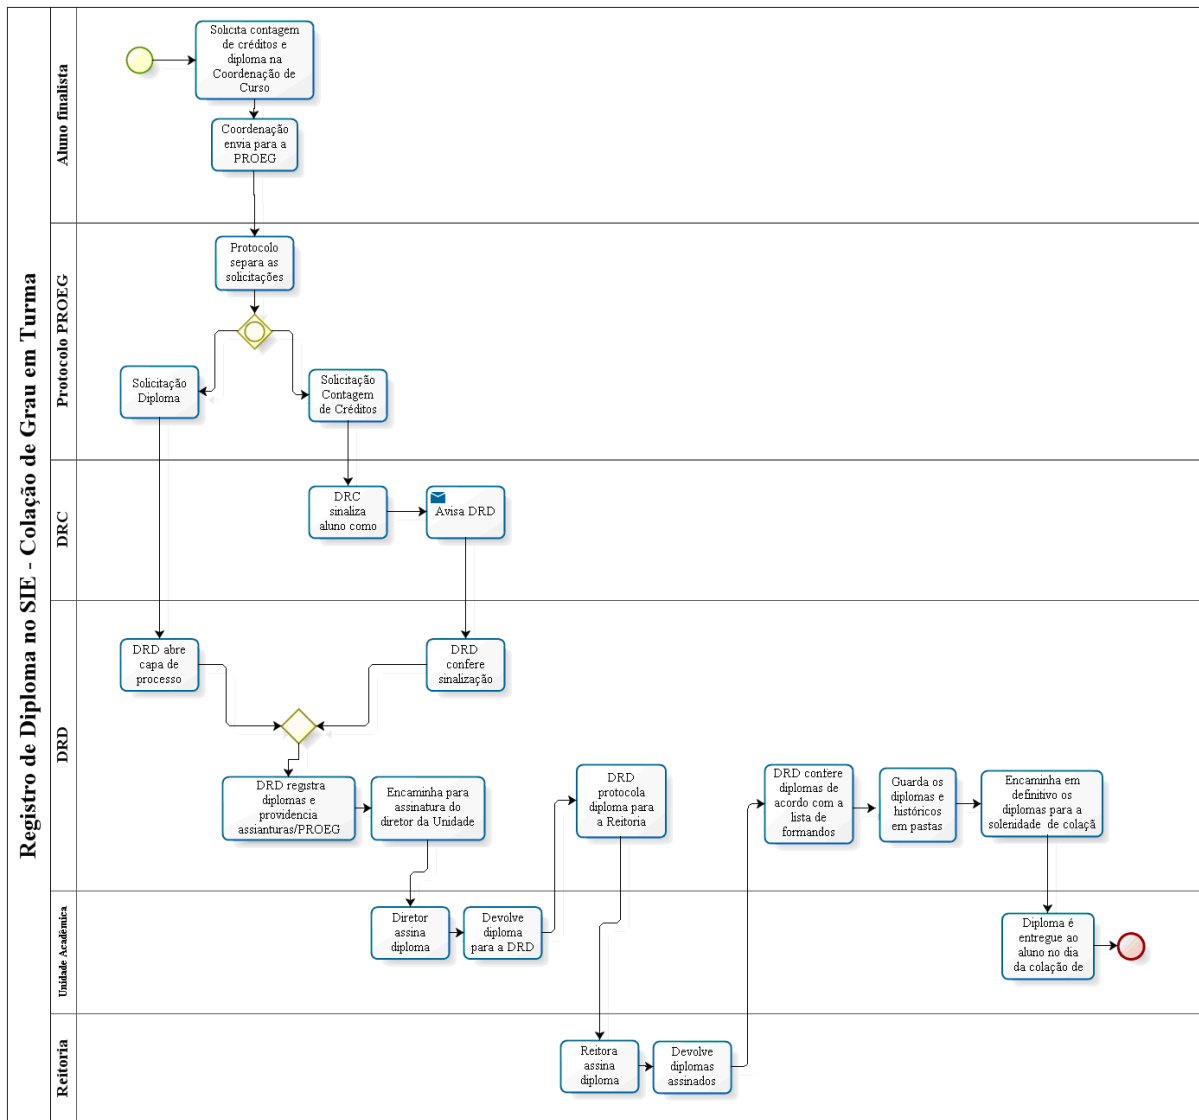 Registro de Diploma no SIE - Colação de Grau em Turma
Aluno finalista
Solicita contagem
de créditos e
diploma na
Coordenação de
Curso
Coordenação
envia para a
PROEG
Protocolo PROEG
Protocolo
separa as
solicitações
Solicitação
Diploma
Solicitação
Contagem
de Créditos
DRC
DRC
sinaliza
aluno como
Avisa DRD
DRD
DRD abre
capa de
processo
DRD
confere
sinalização
DRD registra
diplomas e
providencia
assianturas/PROEG
Encaminha para
assinatura do
diretor da Unidade
DRD
protocola
diploma para
a Reitoria
DRD confere
diplomas de
acordo com a
lista de
formandos
Guarda os
diplomas e
históricos
em pastas
Encaminha em
definitivo os
diplomas para a
solenidade de colaçã
Unidade Acadêmica
Diretor
assina
diploma
Devolve
diploma
para a DRD
Diploma é
entregue ao
aluno no dia
da colação de
Reitoria
Reitora
assina
diploma
Devolve
diplomas
assinados